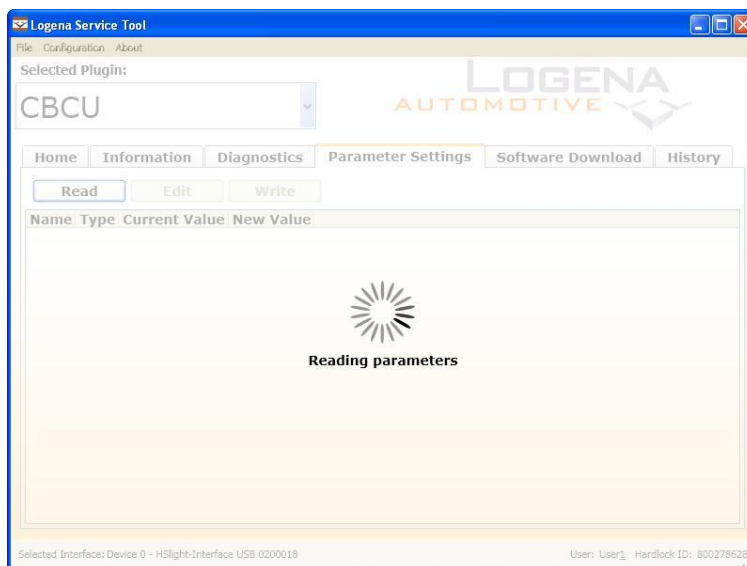 Logena Service Tool
File Configuration About
Selected Plugin:
CBCU
LOGENA
AUTOMOTIVE
Home Information Diagnostics Parameter Settings Software Download History
Read Edit Write
Name Type Current Value New Value
Reading parameters
Selected Interface: Device 0 - HSlight-Interface USB 0200018 User: User1 Hardlock ID: 800278628